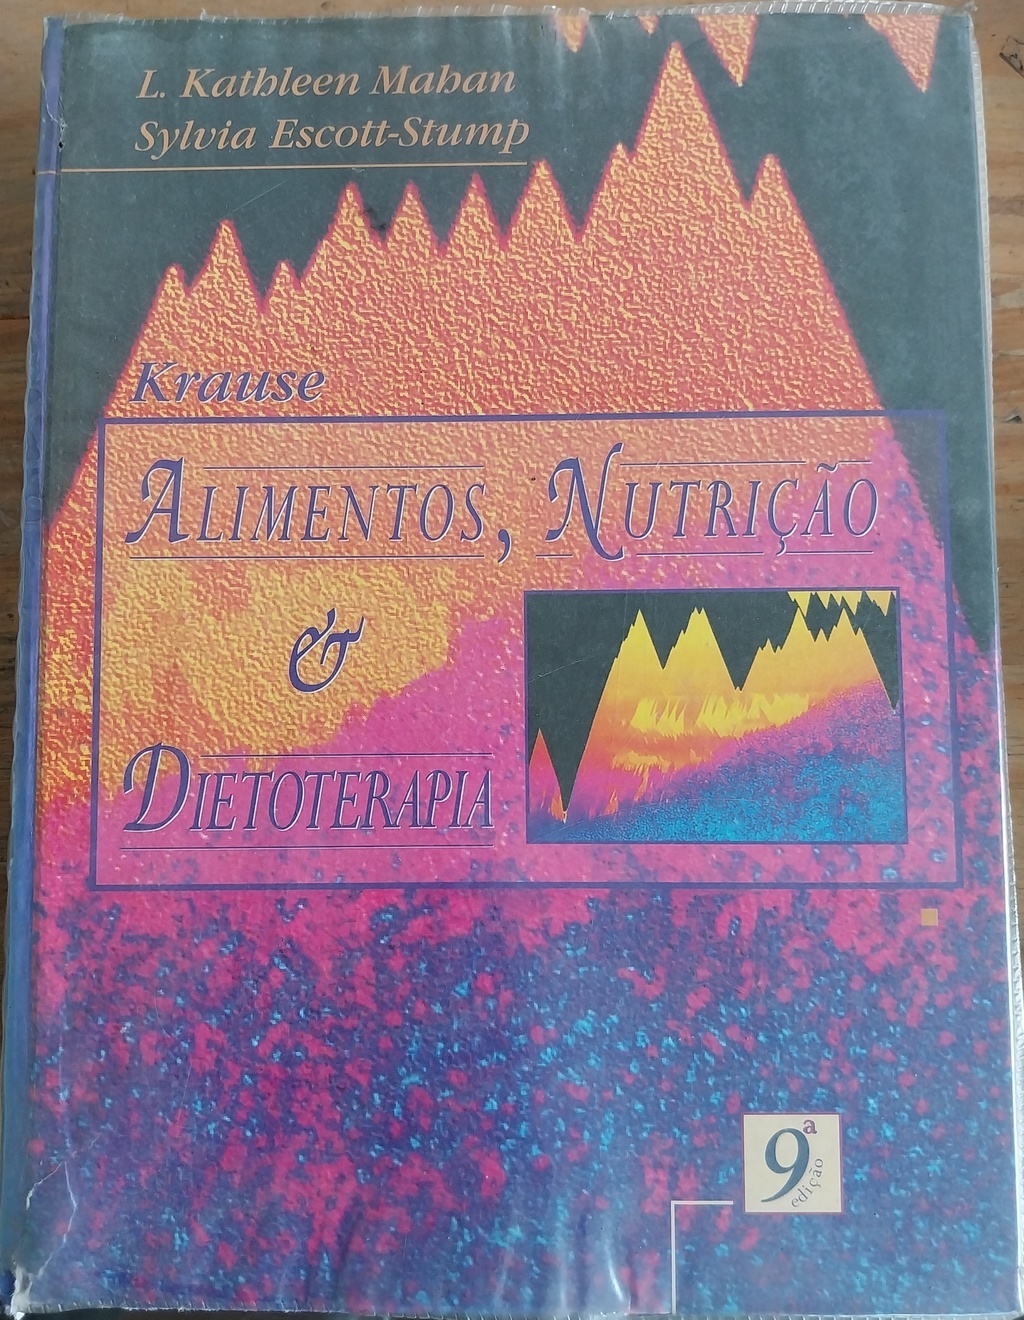 L. Kathleen Mahan
Sylvia Escott-Stump
Krause
ALIMENTOS, NUTRIÇÃO
&
DIETOTERAPIA
9ª
edição